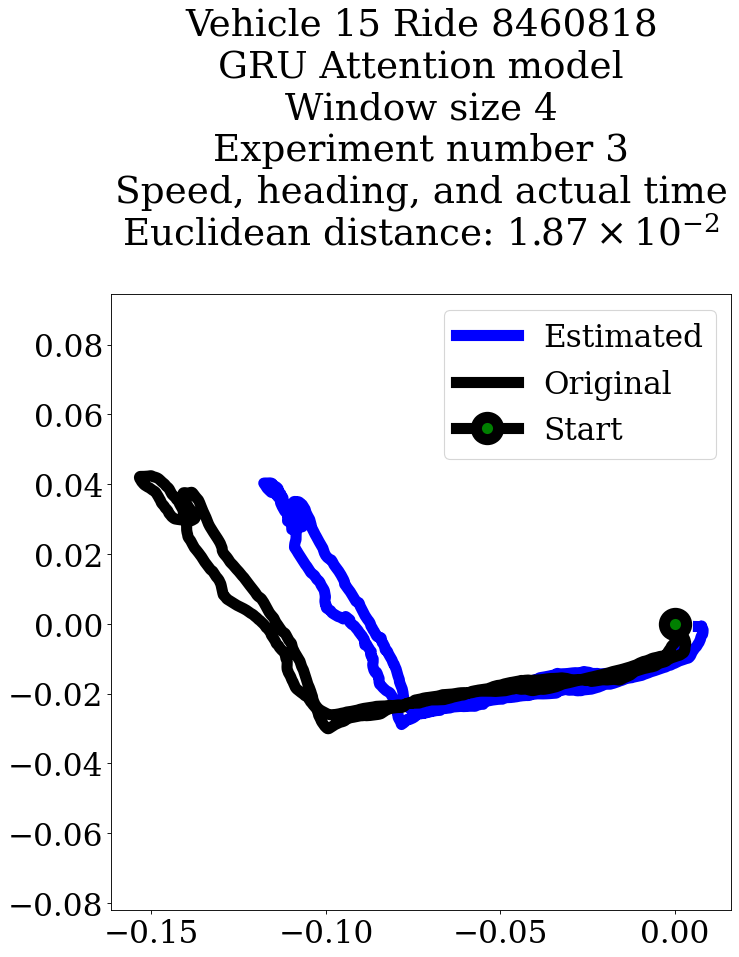 Vehicle 15 Ride 8460818
GRU Attention model
Window size 4
Experiment number 3
Speed, heading, and actual time
Euclidean distance: 1.87 × 10⁻²
Estimated
Original
Start
0.08
0.06
0.04
0.02
0.00
−0.02
−0.04
−0.06
−0.08
−0.15
−0.10
−0.05
0.00